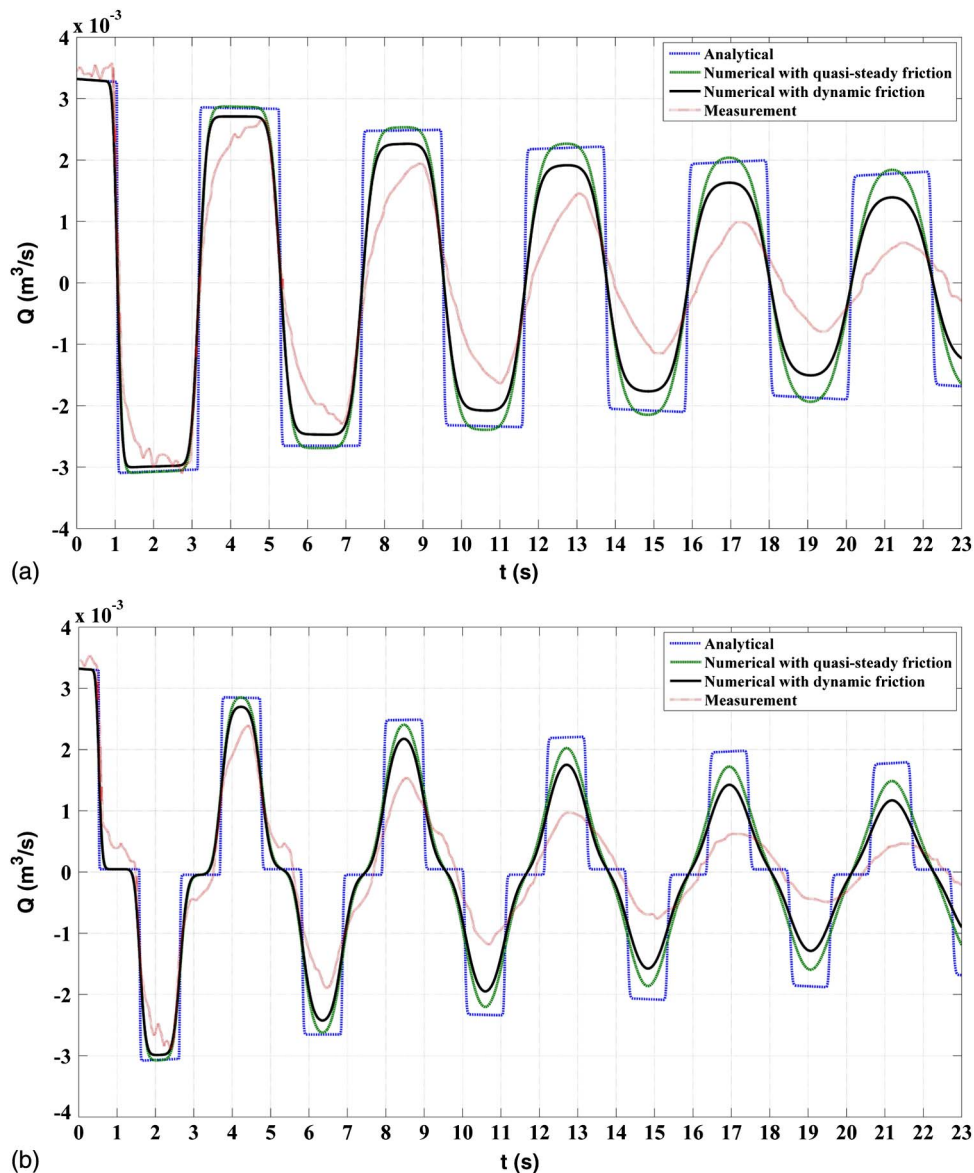 x 10⁻³
4
3
2
1
0
-1
-2
-3
-4
Q (m³/s)
Analytical
Numerical with quasi-steady friction
Numerical with dynamic friction
Measurement
0 1 2 3 4 5 6 7 8 9 10 11 12 13 14 15 16 17 18 19 20 21 22 23
t (s)
(a)
x 10⁻³
4
3
2
1
0
-1
-2
-3
-4
Q (m³/s)
Analytical
Numerical with quasi-steady friction
Numerical with dynamic friction
Measurement
0 1 2 3 4 5 6 7 8 9 10 11 12 13 14 15 16 17 18 19 20 21 22 23
t (s)
(b)